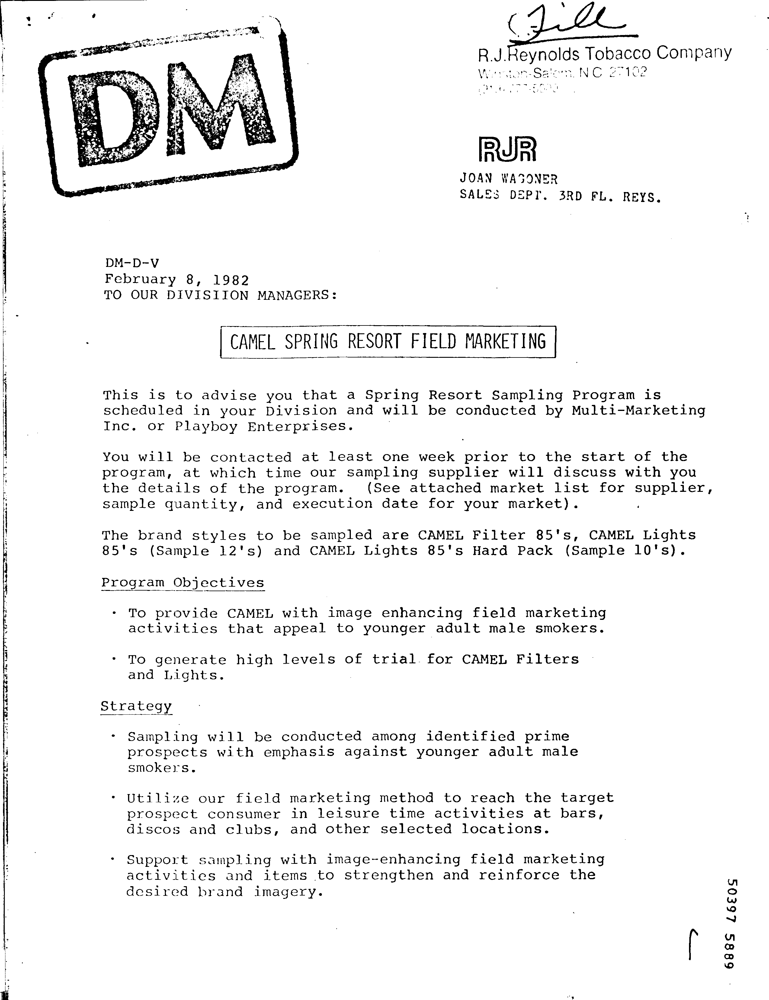 DM
File
R.J.Reynolds Tobacco Company
Winston-Salem, N C 27102
RJR
JOAN WAGONER
SALES DEPT. 3RD FL. REYS.
DM-D-V
February 8, 1982
TO OUR DIVISIION MANAGERS:
CAMEL SPRING RESORT FIELD MARKETING
This is to advise you that a Spring Resort Sampling Program is
scheduled in your Division and will be conducted by Multi-Marketing
Inc. or Playboy Enterprises.
You will be contacted at least one week prior to the start of the
program, at which time our sampling supplier will discuss with you
the details of the program. (See attached market list for supplier,
sample quantity, and execution date for your market).
The brand styles to be sampled are CAMEL Filter 85's, CAMEL Lights
85's (Sample 12's) and CAMEL Lights 85's Hard Pack (Sample 10's).
Program Objectives
· To provide CAMEL with image enhancing field marketing
activities that appeal to younger adult male smokers.
· To generate high levels of trial for CAMEL Filters
and Lights.
Strategy
· Sampling will be conducted among identified prime
prospects with emphasis against younger adult male
smokers.
· Utilize our field marketing method to reach the target
prospect consumer in leisure time activities at bars,
discos and clubs, and other selected locations.
· Support sampling with image-enhancing field marketing
activities and items to strengthen and reinforce the
desired brand imagery.
50397 5889